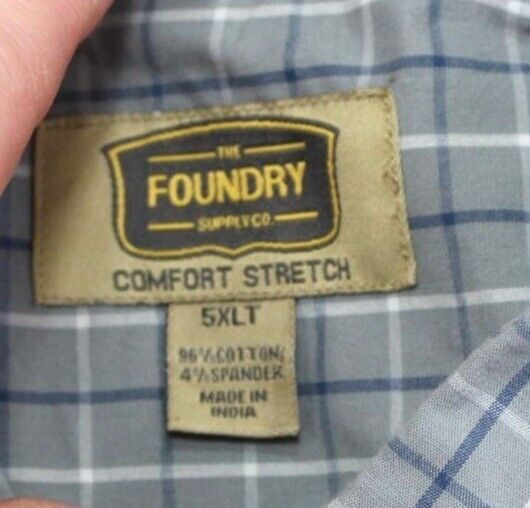 THE
FOUNDRY
SUPPLY CO.
COMFORT STRETCH
5XLT
96% COTTON/
4% SPANDEX
MADE IN
INDIA